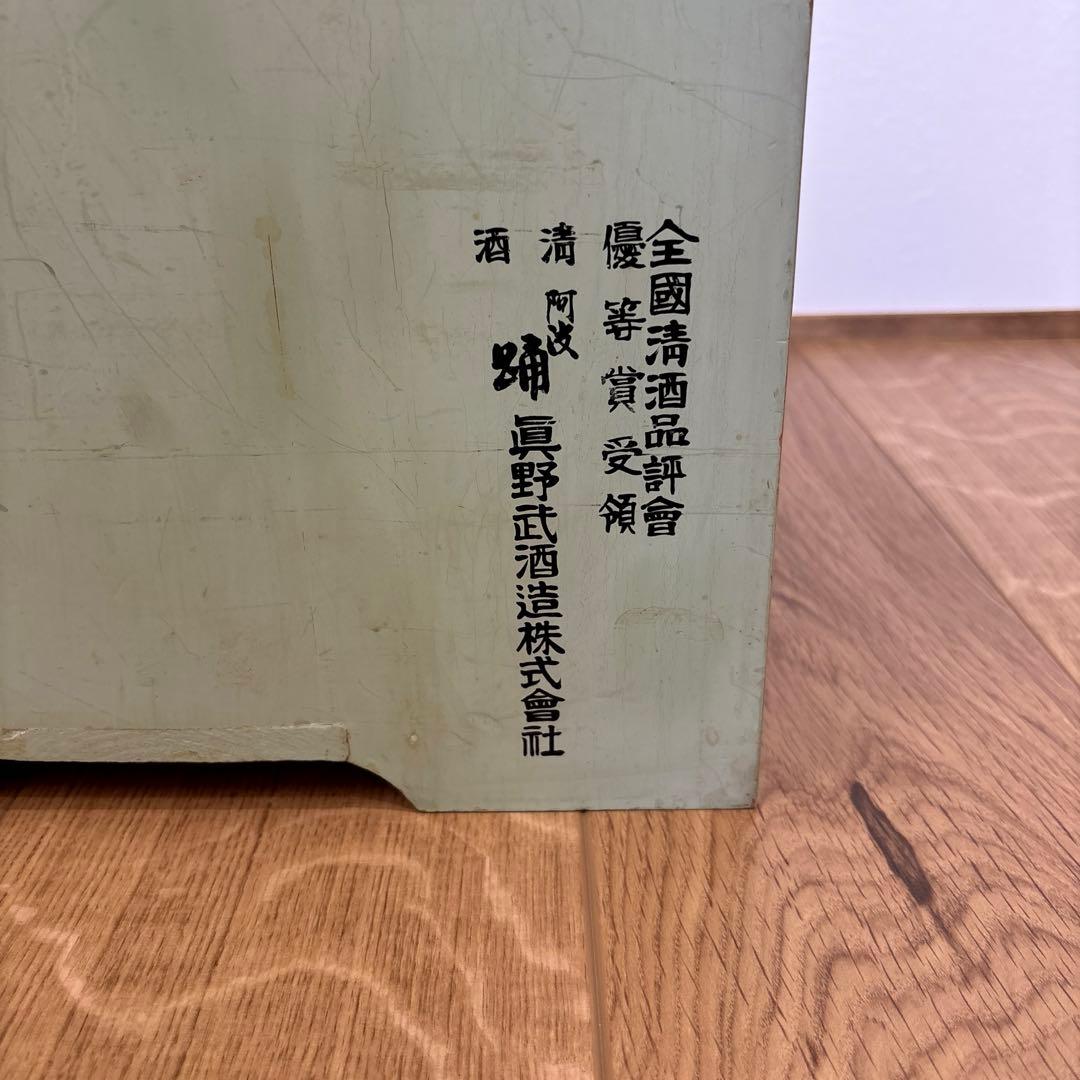 全國清酒品評會
優等賞受領
清酒
阿波
踊
眞野武酒造株式會社